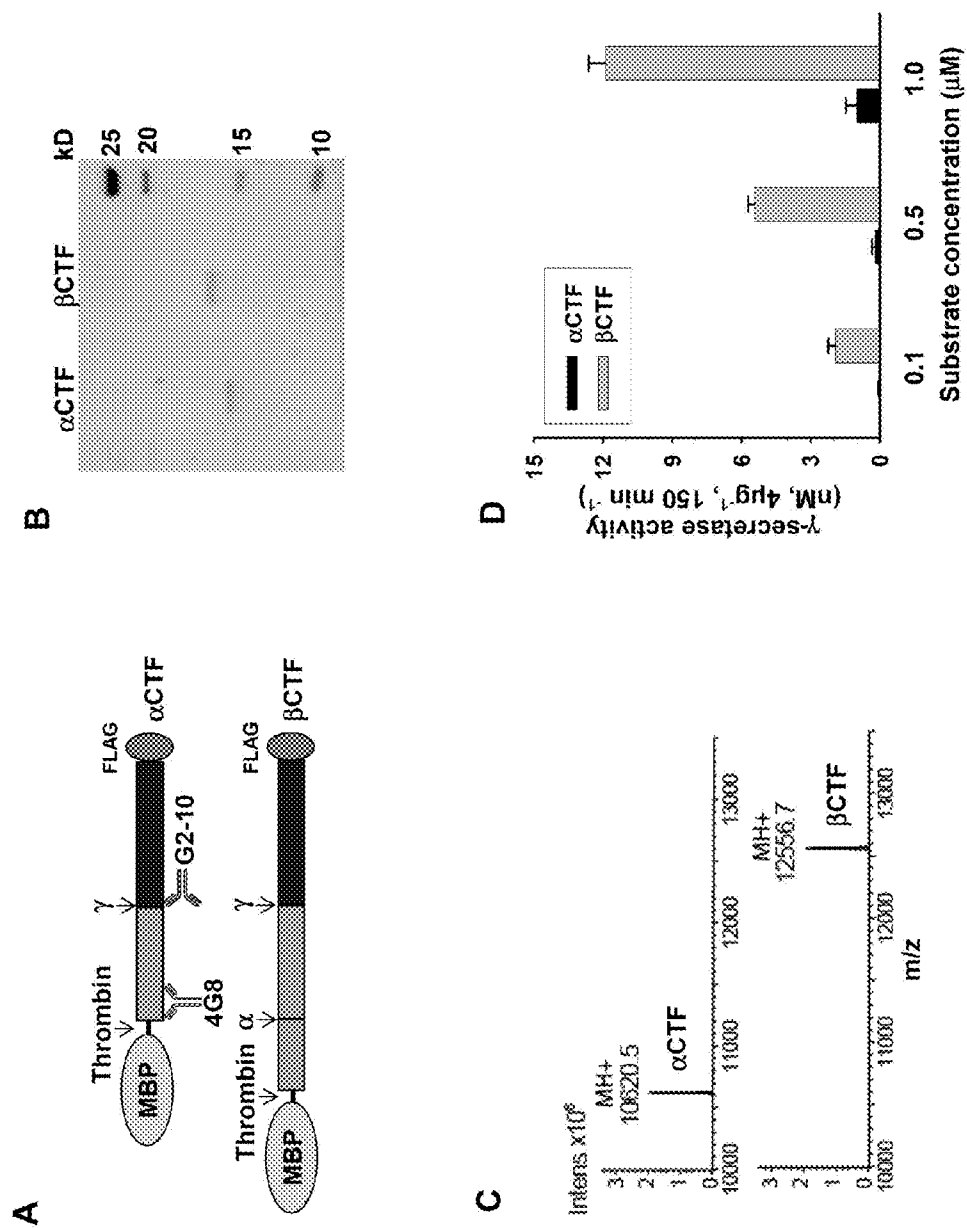 A
Thrombin
γ
FLAG
MBP
αCTF
4G8
G2-10
Thrombin α
γ
FLAG
MBP
βCTF
B
αCTF
βCTF
kD
25
20
15
10
C
Intens x10⁶
MH+
10620.5
αCTF
3
2
1
0
10000
11000
12000
13000
MH+
12556.7
βCTF
3
2
1
0
10000
11000
12000
13000
m/z
D
γ-secretase activity
(nM, 4µg⁻¹, 150 min⁻¹)
15
12
9
6
3
0
αCTF
βCTF
0.1
0.5
1.0
Substrate concentration (µM)